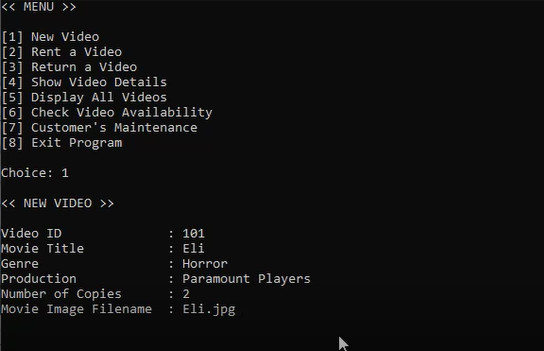 << MENU >>
[1] New Video
[2] Rent a Video
[3] Return a Video
[4] Show Video Details
[5] Display All Videos
[6] Check Video Availability
[7] Customer's Maintenance
[8] Exit Program
Choice: 1
<< NEW VIDEO >>
Video ID : 101
Movie Title : Eli
Genre : Horror
Production : Paramount Players
Number of Copies : 2
Movie Image Filename : Eli.jpg